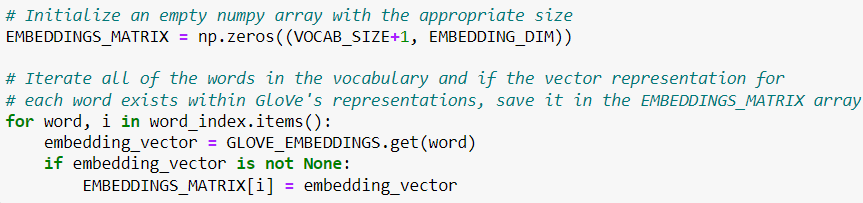 # Initialize an empty numpy array with the appropriate size
EMBEDDINGS_MATRIX = np.zeros((VOCAB_SIZE+1, EMBEDDING_DIM))

# Iterate all of the words in the vocabulary and if the vector representation for
# each word exists within GloVe's representations, save it in the EMBEDDINGS_MATRIX array
for word, i in word_index.items():
    embedding_vector = GLOVE_EMBEDDINGS.get(word)
    if embedding_vector is not None:
        EMBEDDINGS_MATRIX[i] = embedding_vector